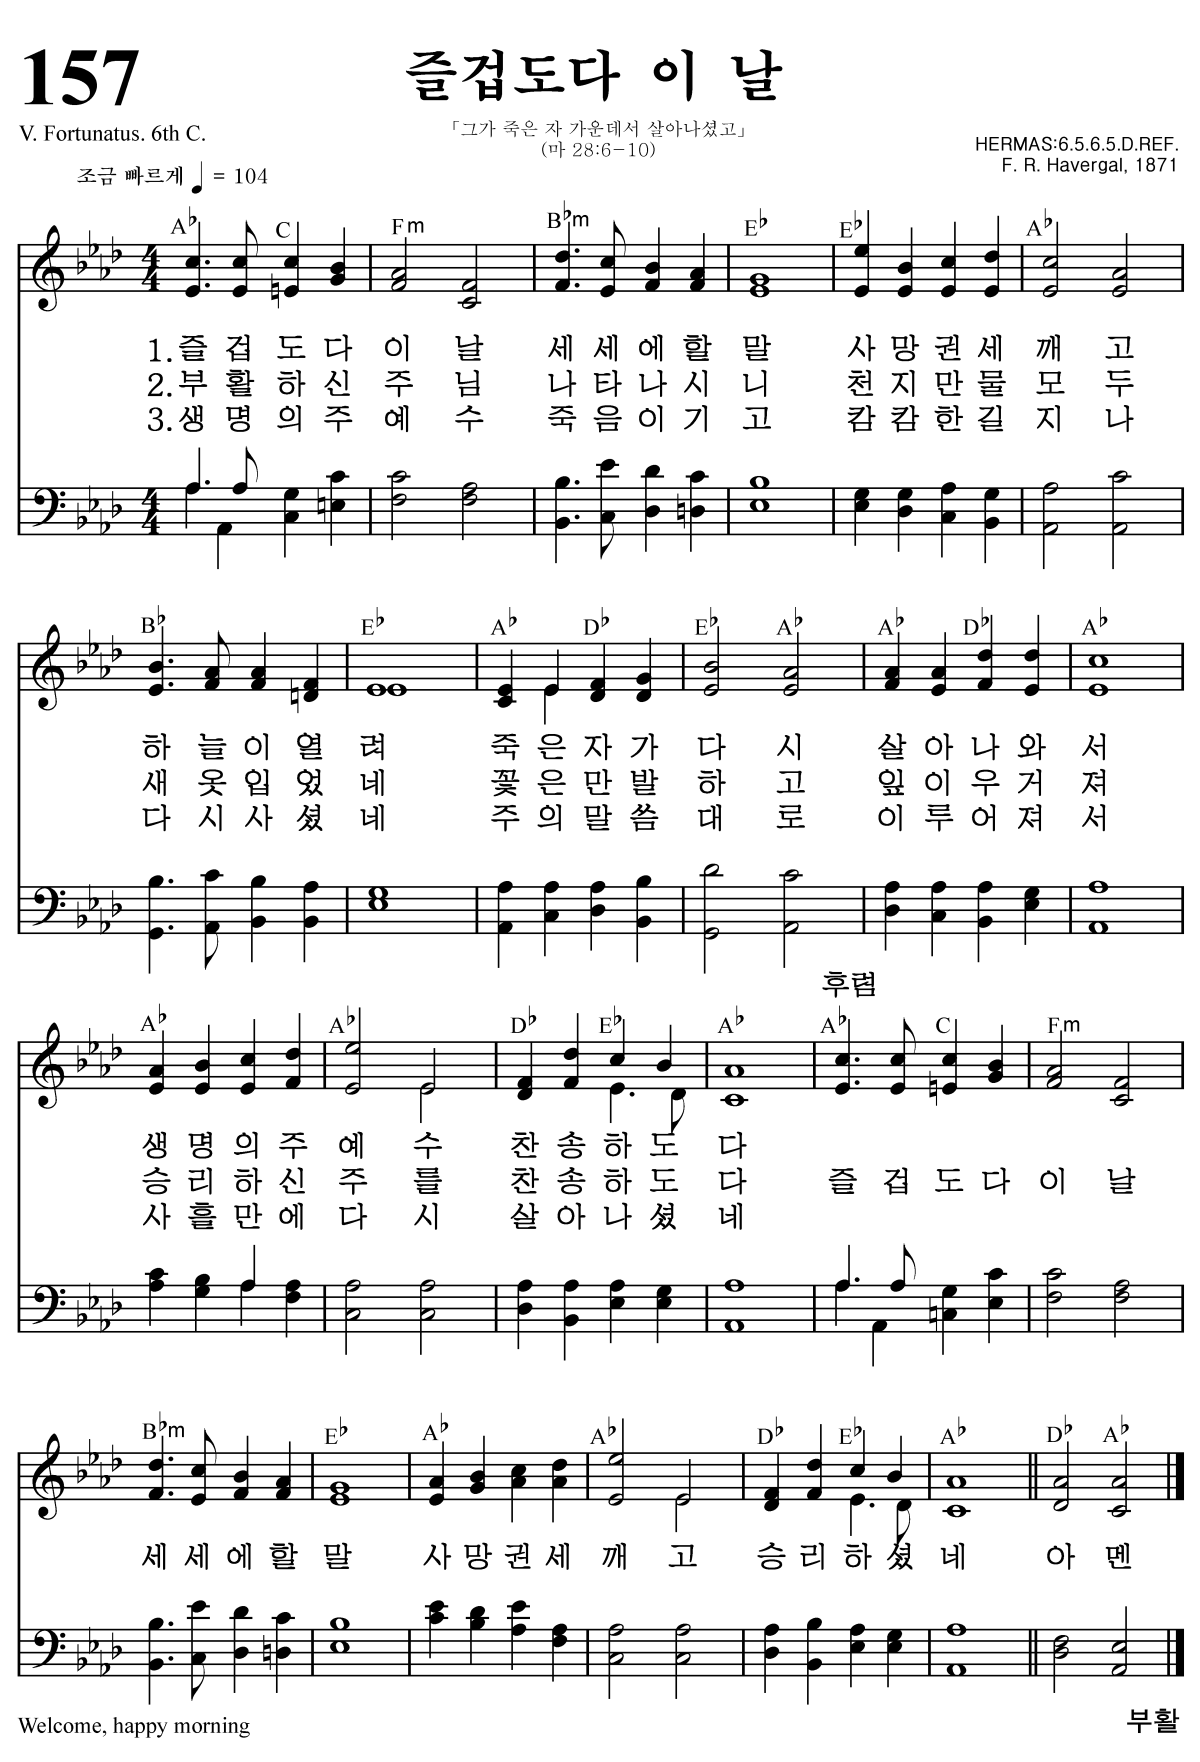 157
즐겁도다 이 날
V. Fortunatus. 6th C.
「그가 죽은 자 가운데서 살아나셨고」
(마 28:6-10)
HERMAS:6.5.6.5.D.REF.
F. R. Havergal, 1871
조금 빠르게 ♩ = 104
A♭ C Fm B♭m E♭ E♭ A♭
4 4
1.즐 겁 도 다 이 날 세 세 에 할 말 사 망 권 세 깨 고
2.부 활 하 신 주 님 나 타 나 시 니 천 지 만 물 모 두
3.생 명 의 주 예 수 죽 음 이 기 고 캄 캄 한 길 지 나
4 4
B♭ E♭ A♭ D♭ E♭ A♭ A♭ D♭ A♭
하 늘 이 열 려 죽 은 자 가 다 시 살 아 나 와 서
새 옷 입 었 네 꽃 은 만 발 하 고 잎 이 우 거 져
다 시 사 셨 네 주 의 말 씀 대 로 이 루 어 져 서
후렴
A♭ A♭ D♭ E♭ A♭ A♭ C Fm
생 명 의 주 예 수 찬 송 하 도 다
승 리 하 신 주 를 찬 송 하 도 다 즐 겁 도 다 이 날
사 흘 만 에 다 시 살 아 나 셨 네
B♭m E♭ A♭ A♭ D♭ E♭ A♭ D♭ A♭
세 세 에 할 말 사 망 권 세 깨 고 승 리 하 셨 네 아 멘
Welcome, happy morning
부활